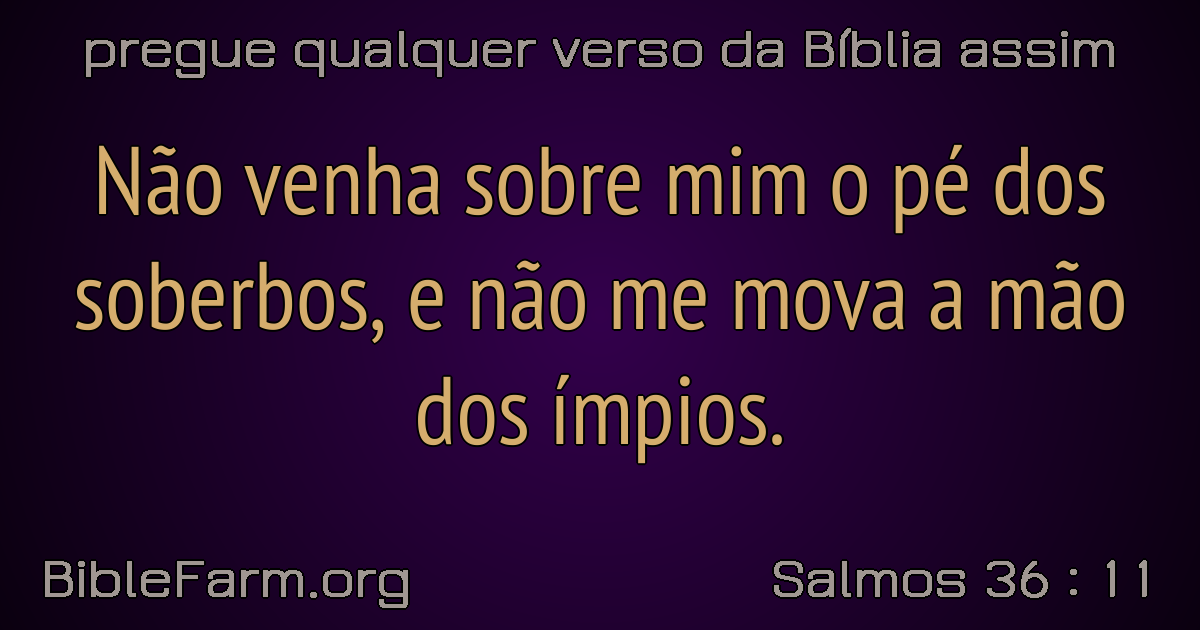 pregue qualquer verso da Bíblia assim
Não venha sobre mim o pé dos
soberbos, e não me mova a mão
dos ímpios.
BibleFarm.org
Salmos 36 : 11